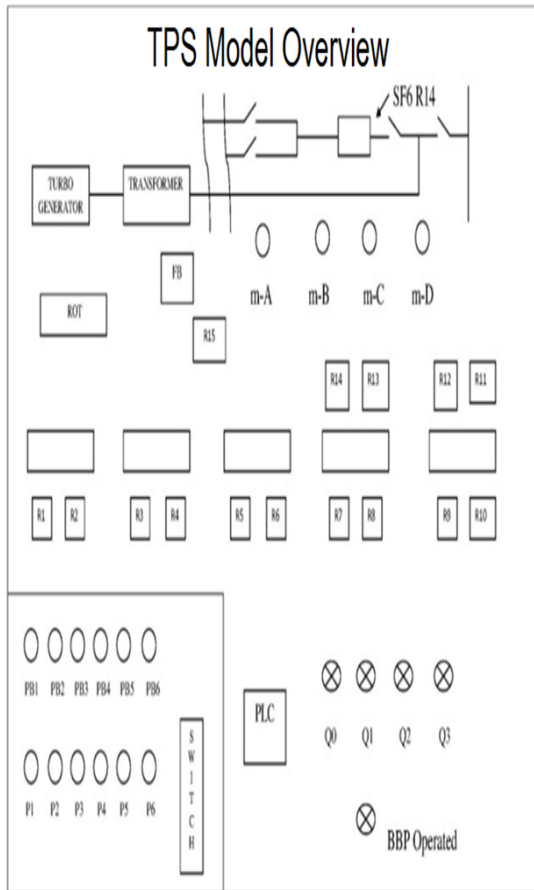 TPS Model Overview
SF6 R14
TURBO
GENERATOR
TRANSFORMER
FB
m-A m-B m-C m-D
ROT
R15
R14 R13 R12 R11
R1 R2 R3 R4 R5 R6 R7 R8 R9 R10
PB1 PB2 PB3 PB4 PB5 PB6
P1 P2 P3 P4 P5 P6
SWITCH
PLC
Q0 Q1 Q2 Q3
BBP Operated